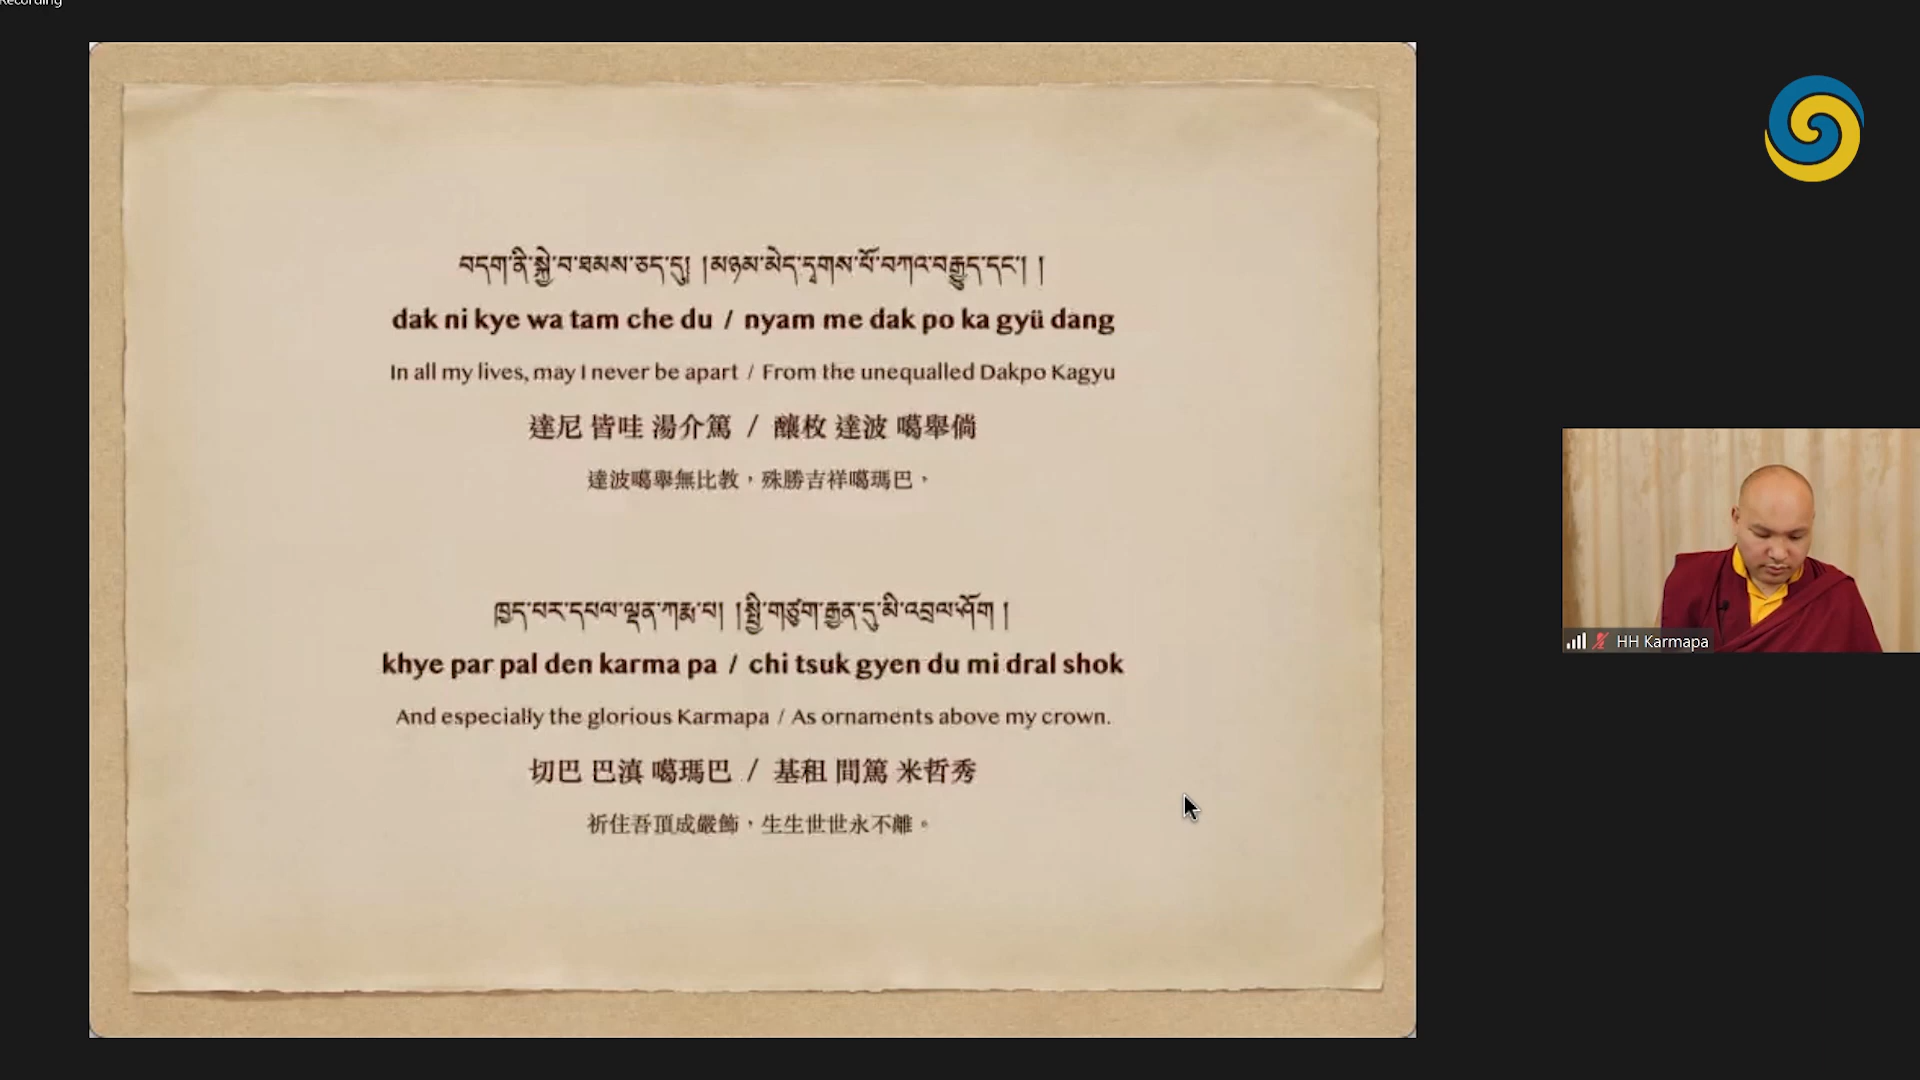 Recording
བདག་ནི་སྐྱེ་བ་ཐམས་ཅད་དུ། །མཉམ་མེད་དྭགས་པོ་བཀའ་བརྒྱུད་དང་། །
dak ni kye wa tam che du / nyam me dak po ka gyü dang
In all my lives, may I never be apart / From the unequalled Dakpo Kagyu
達尼 皆哇 湯介篤 / 釀枚 達波 噶舉倘
達波噶舉無比教，殊勝吉祥噶瑪巴，
ཁྱད་པར་དཔལ་ལྡན་ཀརྨ་པ། །སྤྱི་གཙུག་རྒྱན་དུ་མི་འབྲལ་ཤོག །
khye par pal den karma pa / chi tsuk gyen du mi dral shok
And especially the glorious Karmapa / As ornaments above my crown.
切巴 巴滇 噶瑪巴 / 基租 間篤 米哲秀
祈住吾頂成嚴飾，生生世世永不離。
HH Karmapa